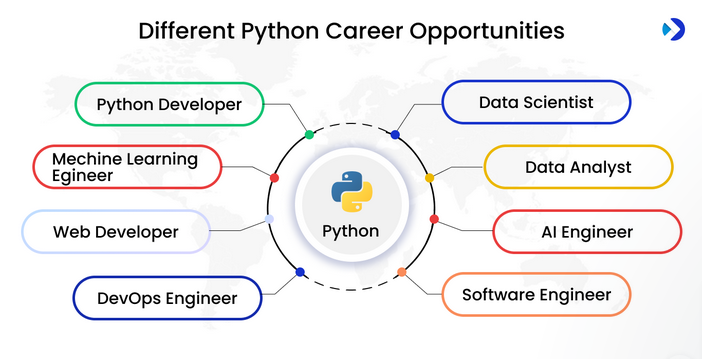 Different Python Career Opportunities
Python Developer
Mechine Learning
Egineer
Web Developer
DevOps Engineer
Python
Data Scientist
Data Analyst
AI Engineer
Software Engineer